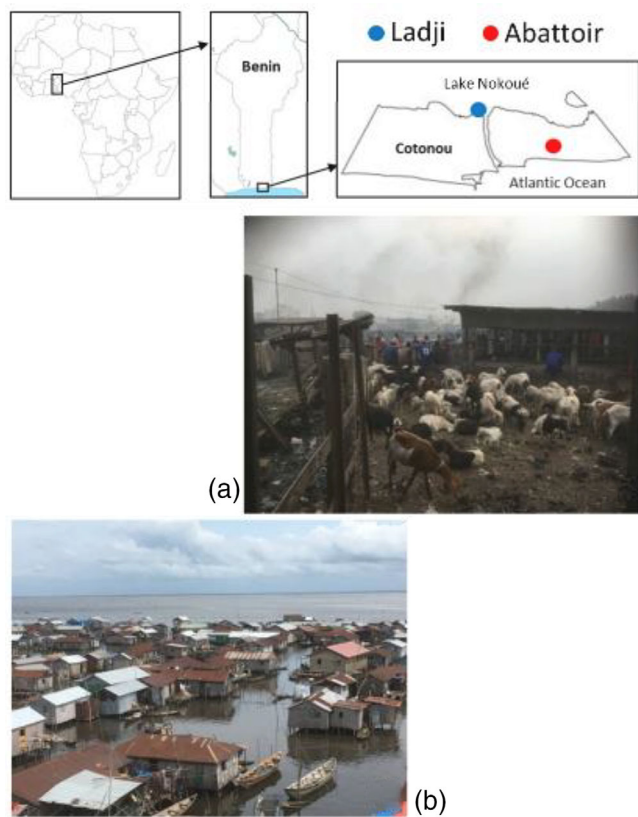 Ladji
Abattoir
Benin
Lake Nokoué
Cotonou
Atlantic Ocean
(a)
(b)